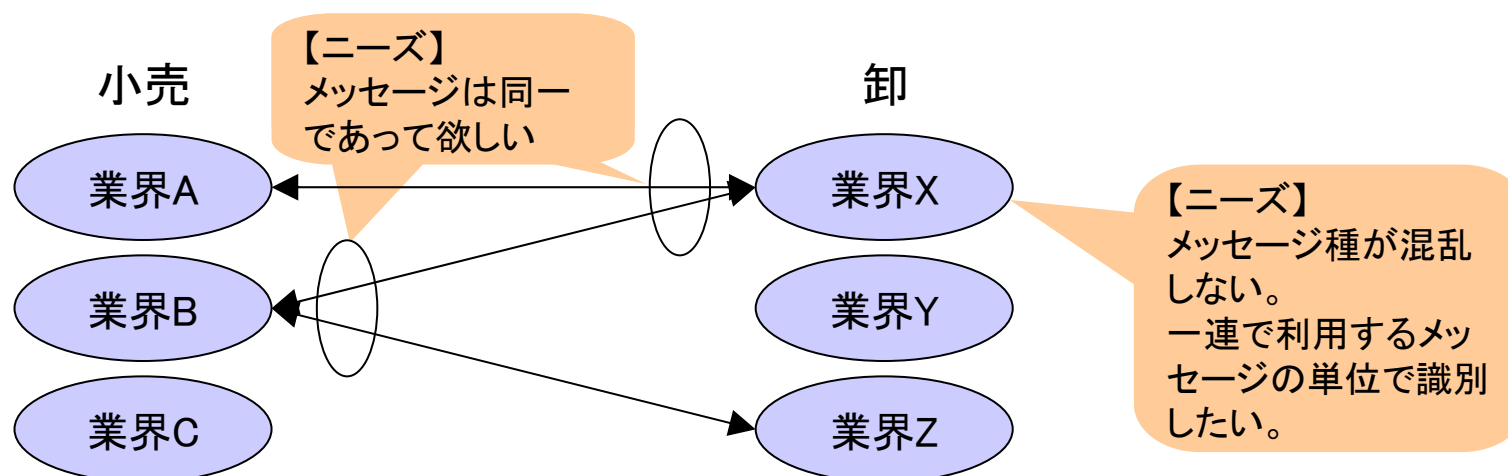 【ニーズ】
メッセージは同一
であって欲しい
小売
卸
業界A
業界X
業界B
業界Y
業界C
業界Z
【ニーズ】
メッセージ種が混乱
しない。
一連で利用するメッ
セージの単位で識別
したい。